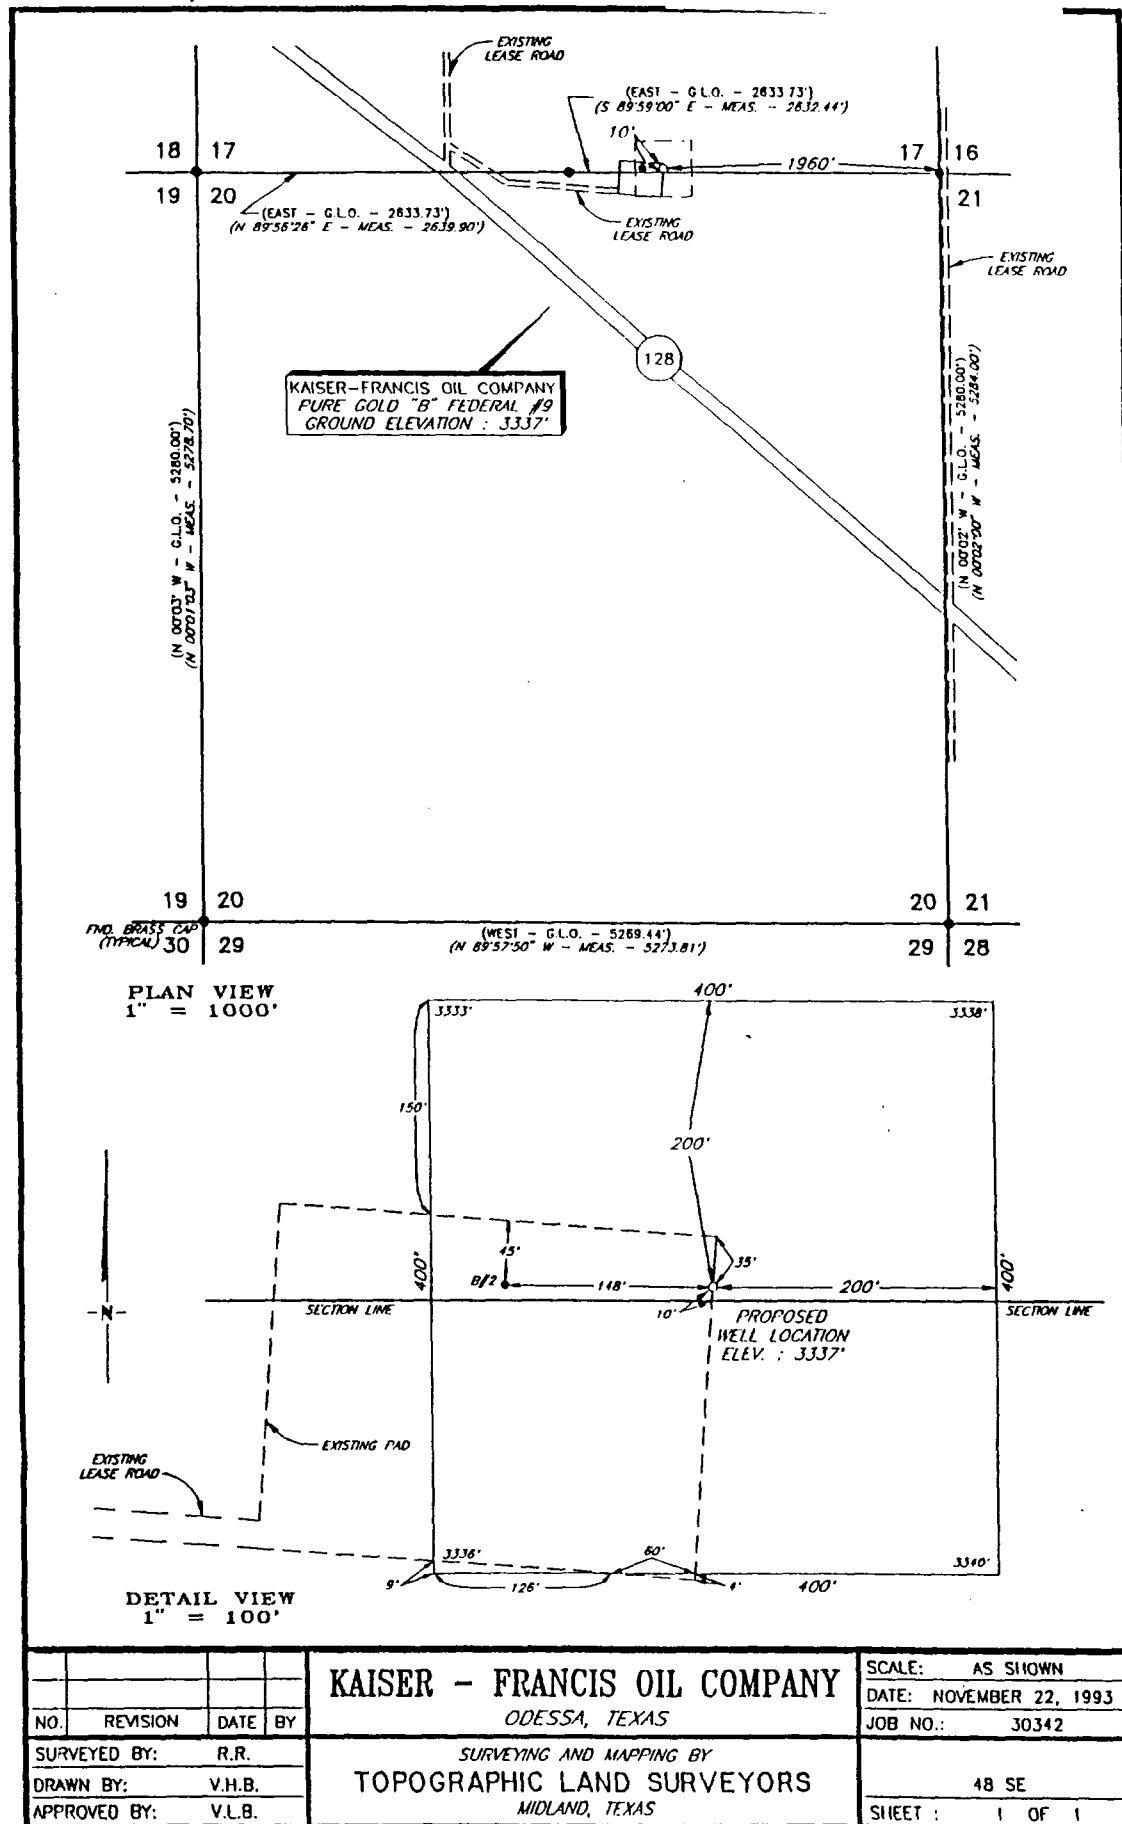 EXISTING
LEASE ROAD
(EAST - G.L.O. - 2633.73')
(S 89°59'00" E - MEAS. - 2632.44')
10'
18 17
1960'
17 16
19 20
21
(EAST - G.L.O. - 2633.73')
(N 89°56'26" E - MEAS. - 2639.90')
EXISTING
LEASE ROAD
EXISTING
LEASE ROAD
128
KAISER-FRANCIS OIL COMPANY
PURE GOLD "B" FEDERAL #9
GROUND ELEVATION : 3337'
(N 00°03' W - G.L.O. - 5280.00')
(N 00°01'03" W - MEAS. - 5278.70')
(N 00°02' W - G.L.O. - 5280.00')
(N 00°02'00" W - MEAS. - 5284.00')
19 20
20 21
FND. BRASS CAP
(TYPICAL)
30 29
(WEST - G.L.O. - 5269.44')
(N 89°57'50" W - MEAS. - 5273.81')
29 28
PLAN VIEW
1" = 1000'
400'
3333'
3338'
150'
200'
400'
45'
35'
400'
B#2
148'
200'
-N-
SECTION LINE
10'
SECTION LINE
PROPOSED
WELL LOCATION
ELEV. : 3337'
EXISTING PAD
EXISTING
LEASE ROAD
3336'
60'
3340'
9'
126'
4'
400'
DETAIL VIEW
1" = 100'
NO. REVISION DATE BY
SURVEYED BY: R.R.
DRAWN BY: V.H.B.
APPROVED BY: V.L.B.
KAISER - FRANCIS OIL COMPANY
ODESSA, TEXAS
SURVEYING AND MAPPING BY
TOPOGRAPHIC LAND SURVEYORS
MIDLAND, TEXAS
SCALE: AS SHOWN
DATE: NOVEMBER 22, 1993
JOB NO.: 30342
48 SE
SHEET : 1 OF 1